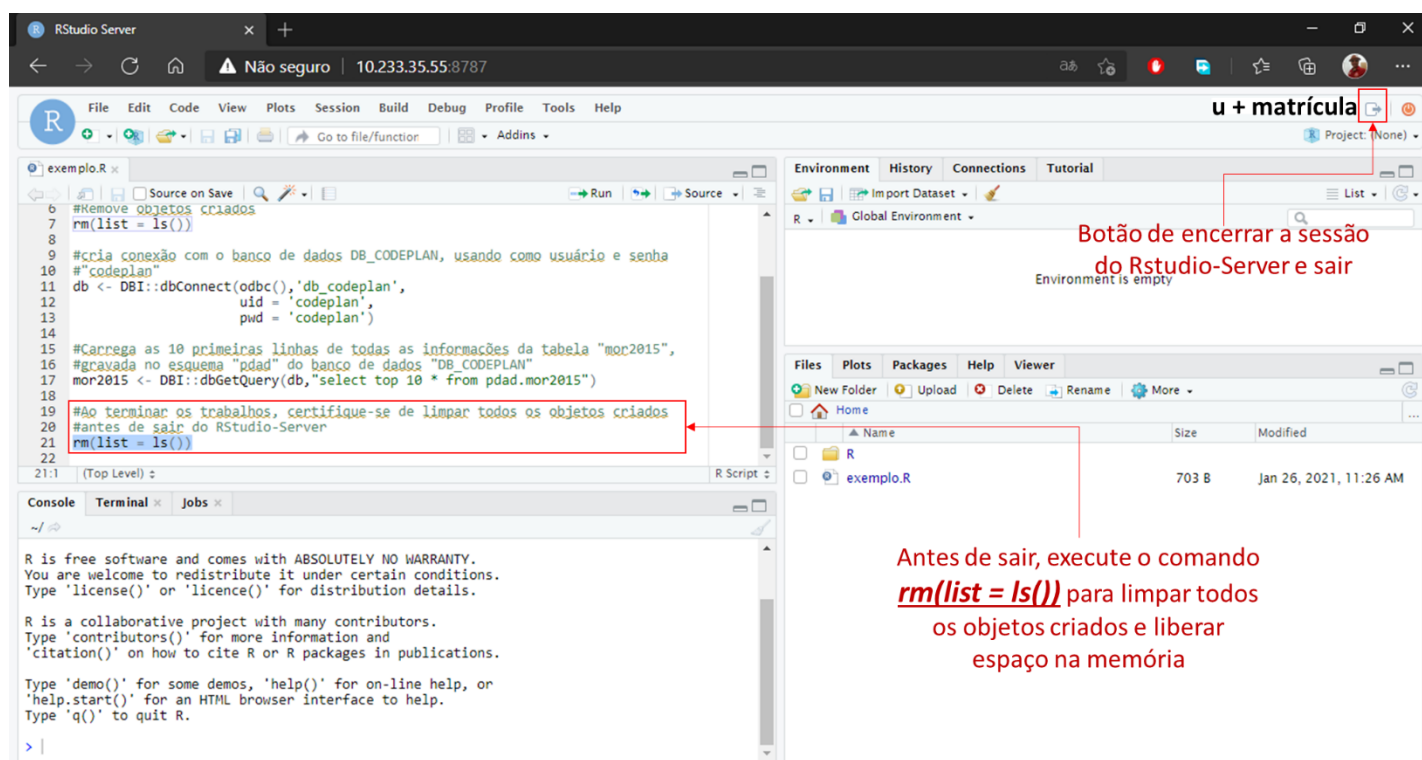 RStudio Server
Não seguro | 10.233.35.55:8787
File Edit Code View Plots Session Build Debug Profile Tools Help
u + matrícula
Go to file/function Addins
Project: (None)
exemplo.R
Source on Save Run Source
6 #Remove objetos criados
7 rm(list = ls())
8
9 #cria conexão com o banco de dados DB_CODEPLAN, usando como usuário e senha
10 #"codeplan"
11 db <- DBI::dbConnect(odbc(),'db_codeplan',
12 uid = 'codeplan',
13 pwd = 'codeplan')
14
15 #Carrega as 10 primeiras linhas de todas as informações da tabela "mor2015",
16 #gravada no esquema "pdad" do banco de dados "DB_CODEPLAN"
17 mor2015 <- DBI::dbGetQuery(db,"select top 10 * from pdad.mor2015")
18
19 #Ao terminar os trabalhos, certifique-se de limpar todos os objetos criados
20 #antes de sair do RStudio-Server
21 rm(list = ls())
22
21:1 (Top Level) R Script
Console Terminal Jobs
~/
R is free software and comes with ABSOLUTELY NO WARRANTY.
You are welcome to redistribute it under certain conditions.
Type 'license()' or 'licence()' for distribution details.
R is a collaborative project with many contributors.
Type 'contributors()' for more information and
'citation()' on how to cite R or R packages in publications.
Type 'demo()' for some demos, 'help()' for on-line help, or
'help.start()' for an HTML browser interface to help.
Type 'q()' to quit R.
>
Environment History Connections Tutorial
Import Dataset List
R Global Environment
Botão de encerrar a sessão
do Rstudio-Server e sair
Environment is empty
Files Plots Packages Help Viewer
New Folder Upload Delete Rename More
Home
Name Size Modified
R
exemplo.R 703 B Jan 26, 2021, 11:26 AM
Antes de sair, execute o comando
rm(list = ls()) para limpar todos
os objetos criados e liberar
espaço na memória